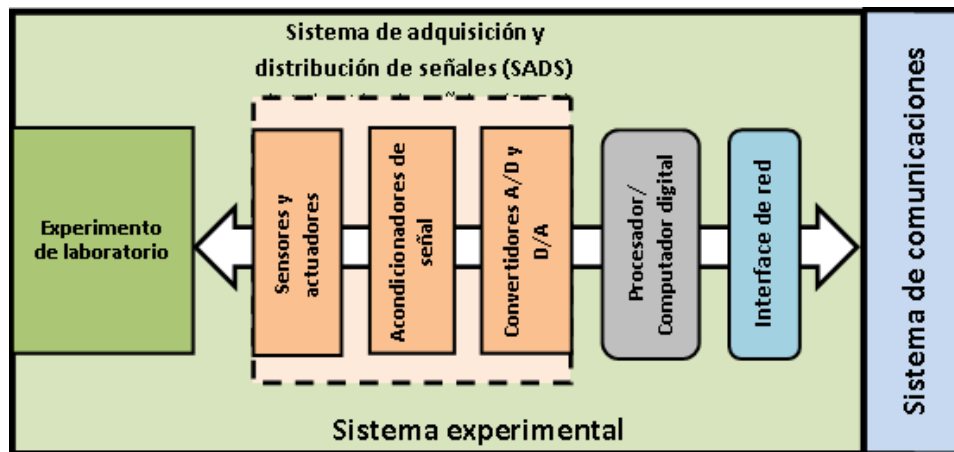 Sistema de adquisición y
distribución de señales (SADS)
Experimento
de laboratorio
Sensores y
actuadores
Acondicionadores de
señal
Convertidores A/D y
D/A
Procesador/
Computador digital
Interface de red
Sistema experimental
Sistema de comunicaciones